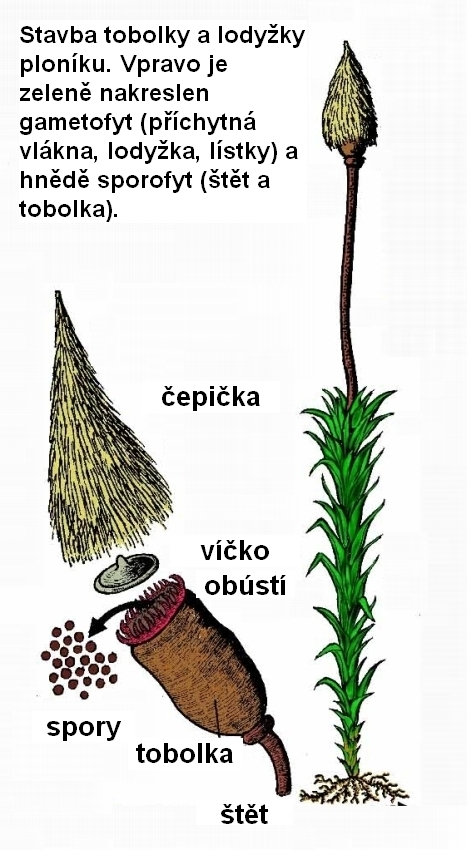 Stavba tobolky a lodyžky
ploníku. Vpravo je
zeleně nakreslen
gametofyt (příchytná
vlákna, lodyžka, lístky) a
hnědě sporofyt (štět a
tobolka).
čepička
víčko
obústí
spory
tobolka
štět